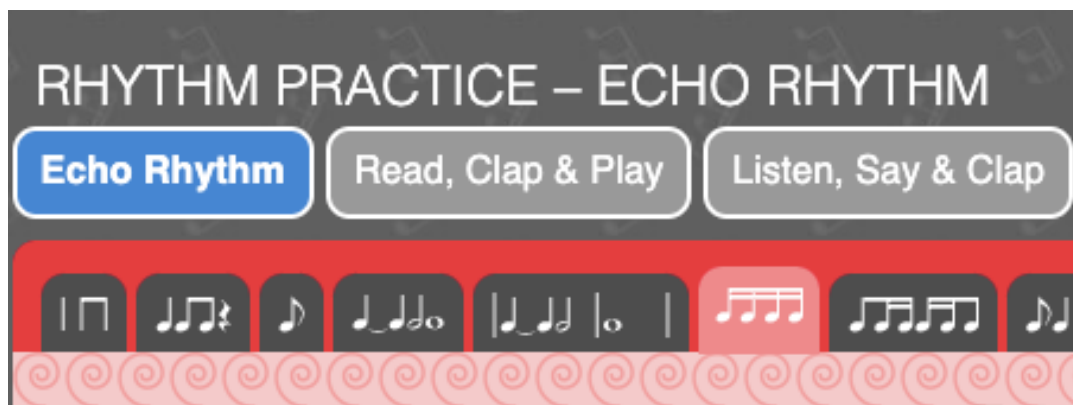 RHYTHM PRACTICE – ECHO RHYTHM
Echo Rhythm Read, Clap & Play Listen, Say & Clap